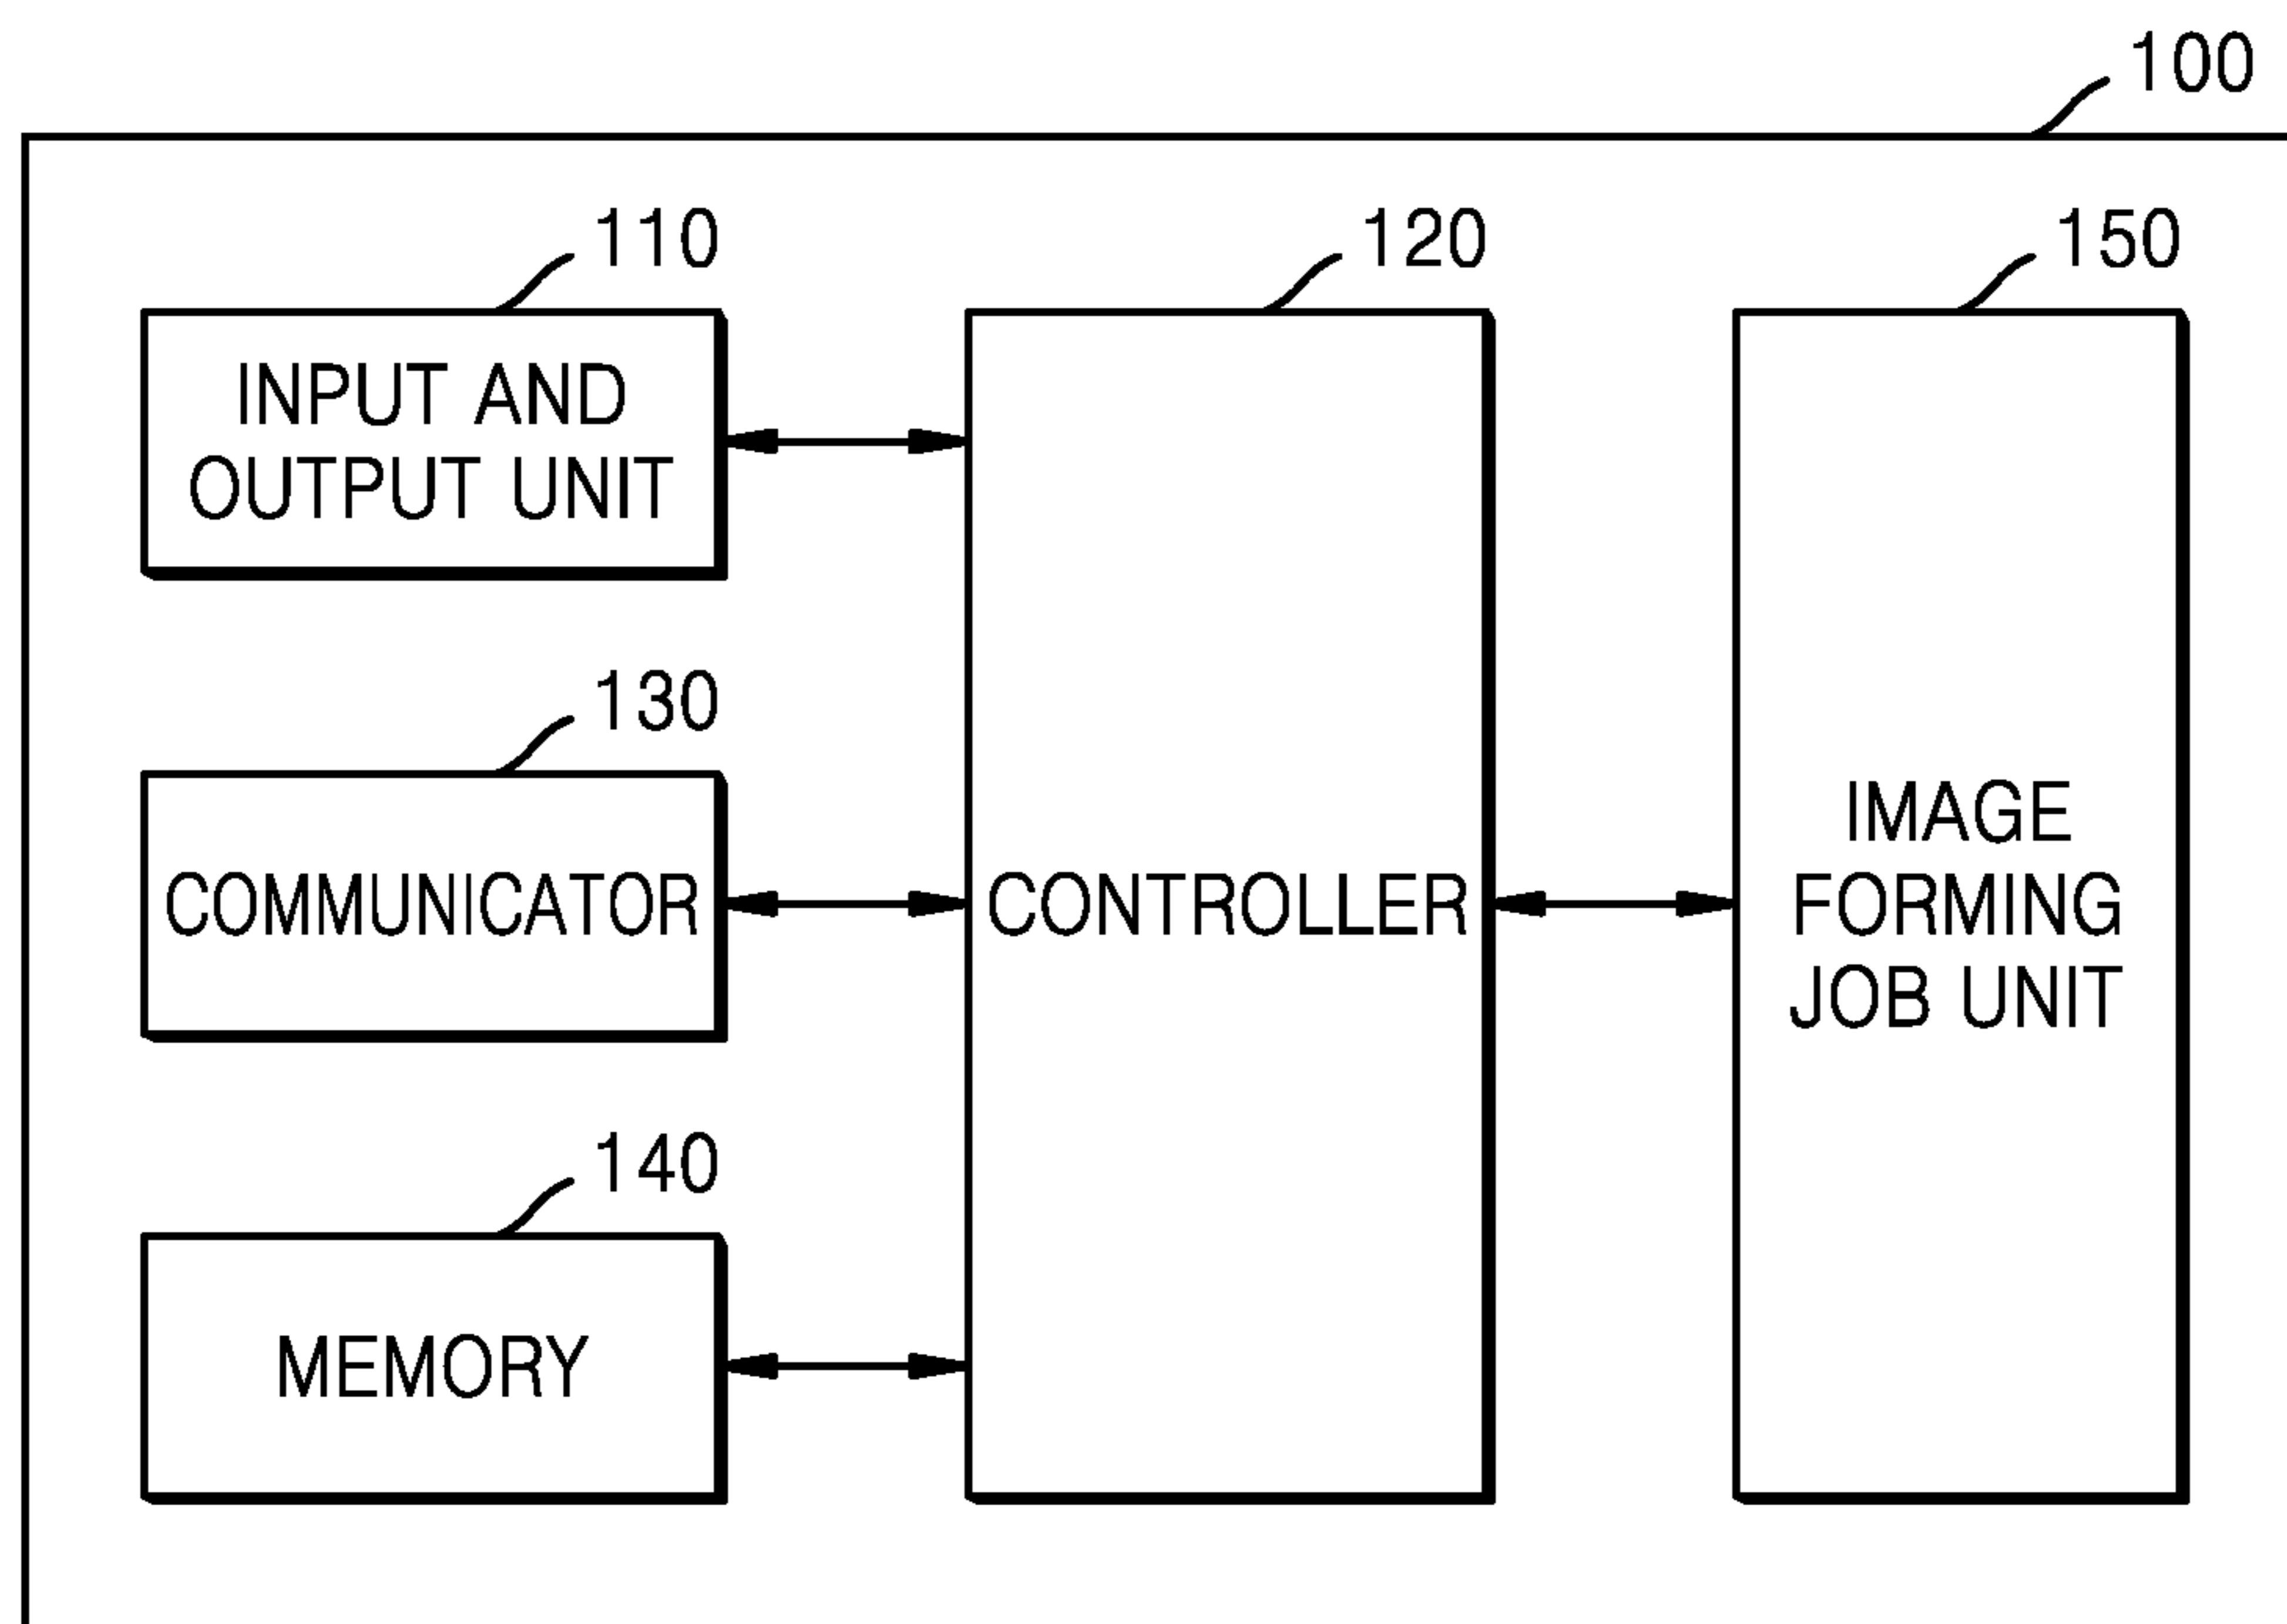 100
110
120
150
INPUT AND
OUTPUT UNIT
130
COMMUNICATOR
CONTROLLER
IMAGE
FORMING
JOB UNIT
140
MEMORY